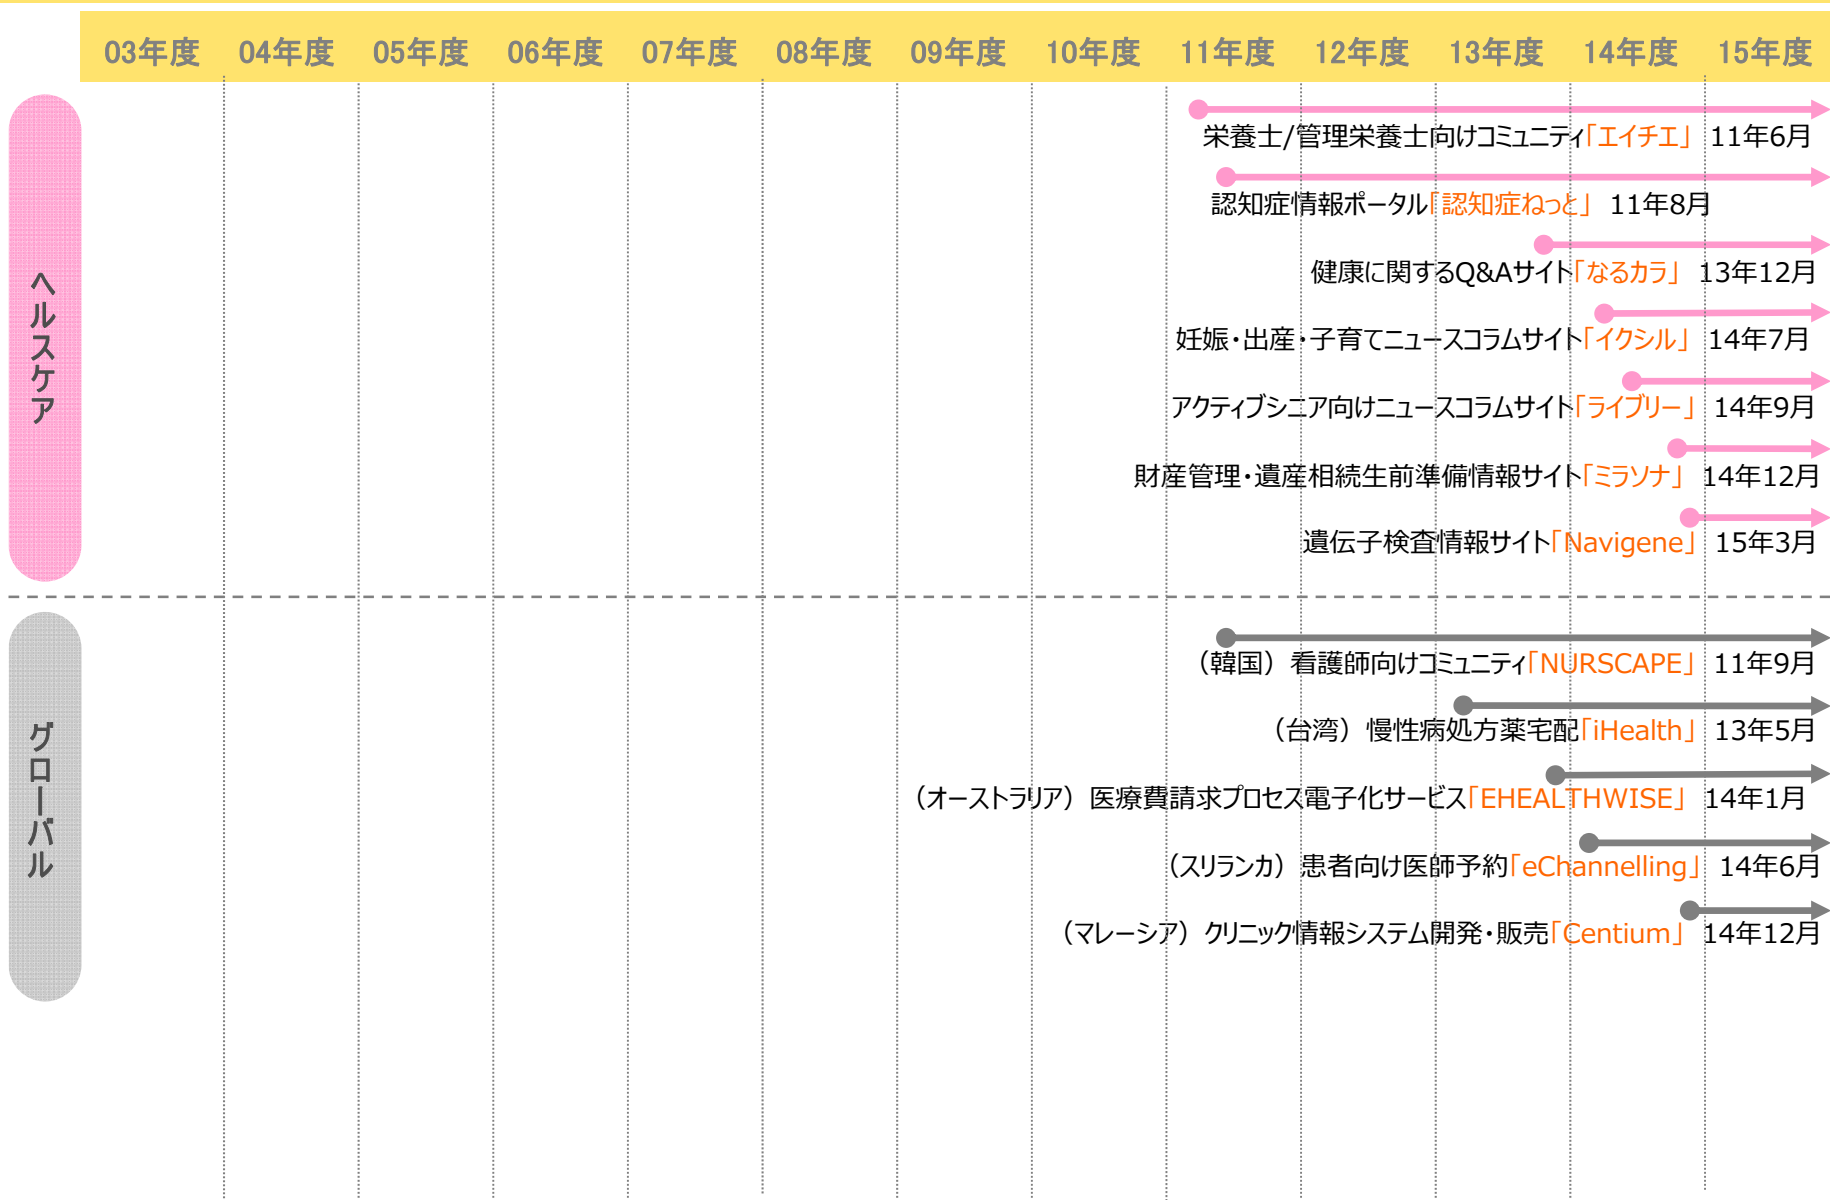 03年度 04年度 05年度 06年度 07年度 08年度 09年度 10年度 11年度 12年度 13年度 14年度 15年度
ヘルスケア
栄養士/管理栄養士向けコミュニティ「エイチエ」 11年6月
認知症情報ポータル「認知症ねっと」 11年8月
健康に関するQ&Aサイト「なるカラ」 13年12月
妊娠・出産・子育てニュースコラムサイト「イクシル」 14年7月
アクティブシニア向けニュースコラムサイト「ライブリー」 14年9月
財産管理・遺産相続生前準備情報サイト「ミラソナ」 14年12月
遺伝子検査情報サイト「Navigene」 15年3月
グローバル
（韓国）看護師向けコミュニティ「NURSCAPE」 11年9月
（台湾）慢性病処方薬宅配「iHealth」 13年5月
（オーストラリア）医療費請求プロセス電子化サービス「EHEALTHWISE」 14年1月
（スリランカ）患者向け医師予約「eChannelling」 14年6月
（マレーシア）クリニック情報システム開発・販売「Centium」 14年12月